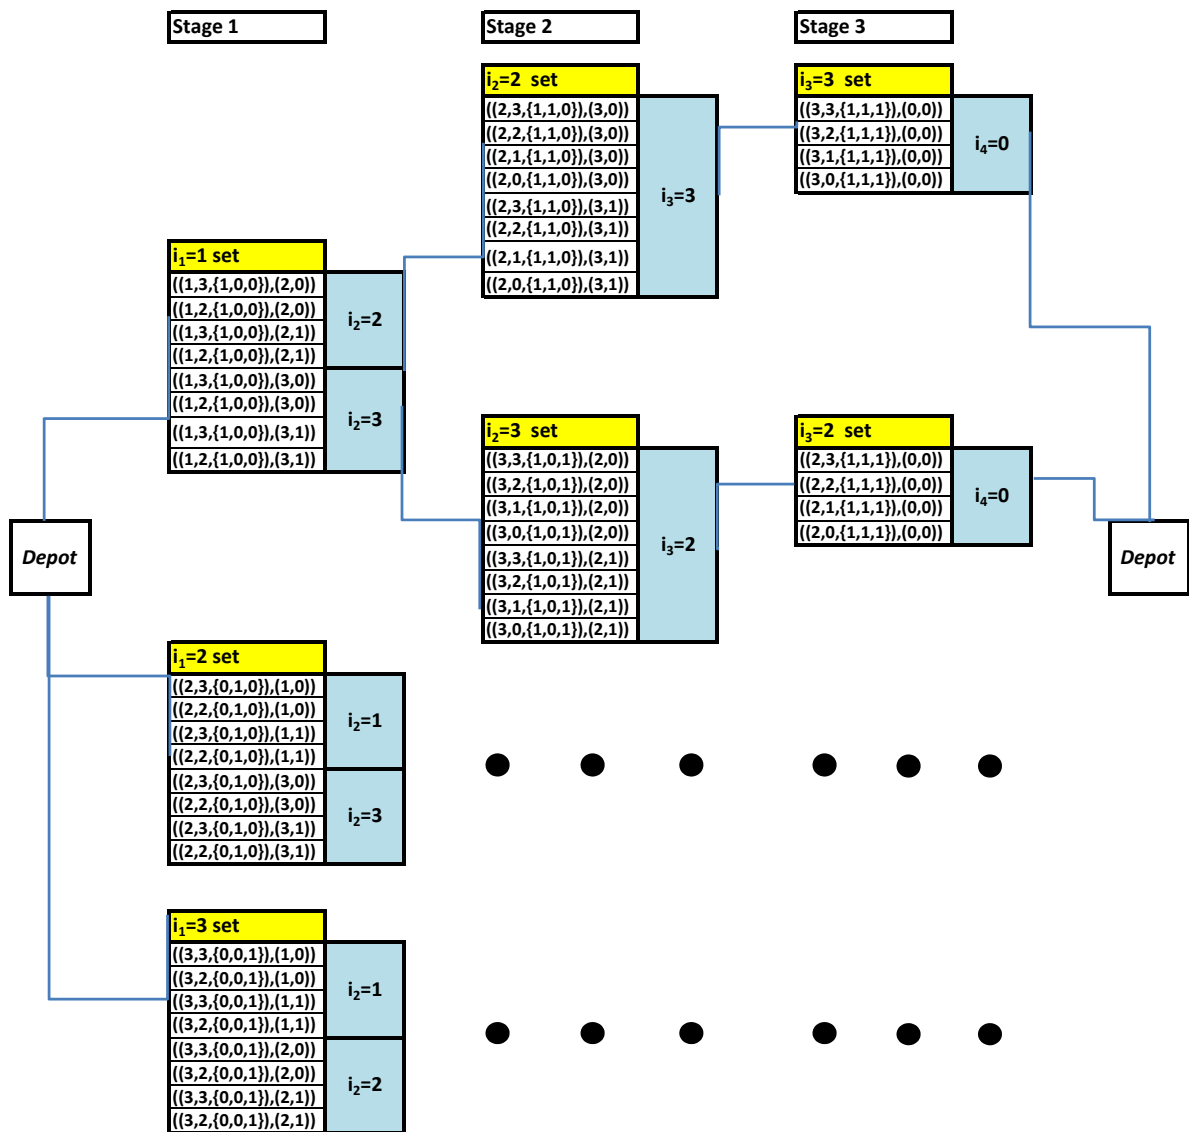 Stage 1
Stage 2
Stage 3
i₂=2 set
((2,3,{1,1,0}),(3,0))
((2,2,{1,1,0}),(3,0))
((2,1,{1,1,0}),(3,0))
((2,0,{1,1,0}),(3,0))
((2,3,{1,1,0}),(3,1))
((2,2,{1,1,0}),(3,1))
((2,1,{1,1,0}),(3,1))
((2,0,{1,1,0}),(3,1))
i₃=3
i₃=3 set
((3,3,{1,1,1}),(0,0))
((3,2,{1,1,1}),(0,0))
((3,1,{1,1,1}),(0,0))
((3,0,{1,1,1}),(0,0))
i₄=0
i₁=1 set
((1,3,{1,0,0}),(2,0))
((1,2,{1,0,0}),(2,0))
((1,3,{1,0,0}),(2,1))
((1,2,{1,0,0}),(2,1))
i₂=2
((1,3,{1,0,0}),(3,0))
((1,2,{1,0,0}),(3,0))
((1,3,{1,0,0}),(3,1))
((1,2,{1,0,0}),(3,1))
i₂=3
i₂=3 set
((3,3,{1,0,1}),(2,0))
((3,2,{1,0,1}),(2,0))
((3,1,{1,0,1}),(2,0))
((3,0,{1,0,1}),(2,0))
((3,3,{1,0,1}),(2,1))
((3,2,{1,0,1}),(2,1))
((3,1,{1,0,1}),(2,1))
((3,0,{1,0,1}),(2,1))
i₃=2
i₃=2 set
((2,3,{1,1,1}),(0,0))
((2,2,{1,1,1}),(0,0))
((2,1,{1,1,1}),(0,0))
((2,0,{1,1,1}),(0,0))
i₄=0
Depot
Depot
i₁=2 set
((2,3,{0,1,0}),(1,0))
((2,2,{0,1,0}),(1,0))
((2,3,{0,1,0}),(1,1))
((2,2,{0,1,0}),(1,1))
i₂=1
((2,3,{0,1,0}),(3,0))
((2,2,{0,1,0}),(3,0))
((2,3,{0,1,0}),(3,1))
((2,2,{0,1,0}),(3,1))
i₂=3
i₁=3 set
((3,3,{0,0,1}),(1,0))
((3,2,{0,0,1}),(1,0))
((3,3,{0,0,1}),(1,1))
((3,2,{0,0,1}),(1,1))
i₂=1
((3,3,{0,0,1}),(2,0))
((3,2,{0,0,1}),(2,0))
((3,3,{0,0,1}),(2,1))
((3,2,{0,0,1}),(2,1))
i₂=2